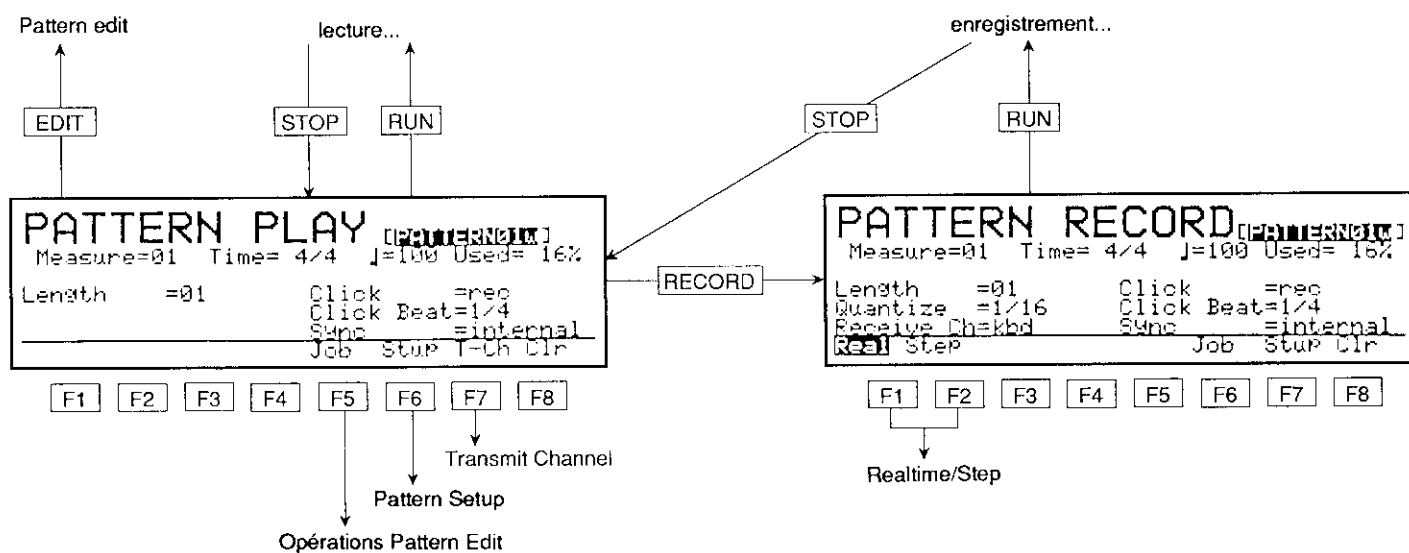 Pattern edit
lecture...
enregistrement...
EDIT
STOP
RUN
STOP
RUN
PATTERN PLAY [PATTERN01w]
Measure=01 Time= 4/4 ♩=100 Used= 16%
Length =01 Click =rec
Click Beat=1/4
Sync =internal
Job Stup T-Ch Clr
RECORD
PATTERN RECORD [PATTERN01w]
Measure=01 Time= 4/4 ♩=100 Used= 16%
Length =01 Click =rec
Quantize =1/16 Click Beat=1/4
Receive Ch=kbd Sync =internal
Real Step Job Stup Clr
F1 F2 F3 F4 F5 F6 F7 F8
F1 F2 F3 F4 F5 F6 F7 F8
Transmit Channel
Realtime/Step
Pattern Setup
Opérations Pattern Edit